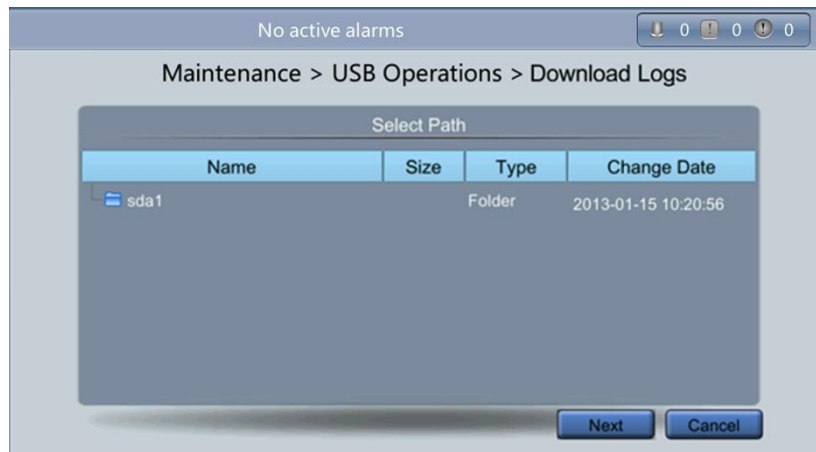 No active alarms 0 0 0
Maintenance > USB Operations > Download Logs
Select Path
Name Size Type Change Date
sda1 Folder 2013-01-15 10:20:56
Next Cancel